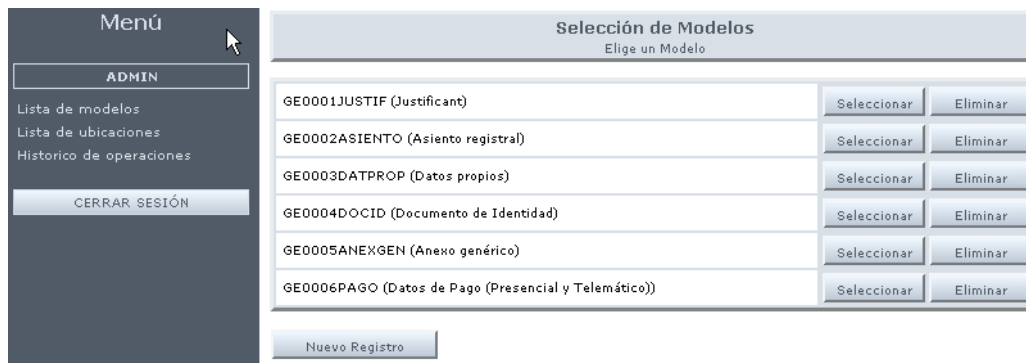 Menú
ADMIN
Lista de modelos
Lista de ubicaciones
Historico de operaciones
CERRAR SESIÓN
Selección de Modelos
Elige un Modelo
GE0001JUSTIF (Justificant) Seleccionar Eliminar
GE0002ASIENTO (Asiento registral) Seleccionar Eliminar
GE0003DATPROP (Datos propios) Seleccionar Eliminar
GE0004DOCID (Documento de Identidad) Seleccionar Eliminar
GE0005ANEXGEN (Anexo genérico) Seleccionar Eliminar
GE0006PAGO (Datos de Pago (Presencial y Telemático)) Seleccionar Eliminar
Nuevo Registro